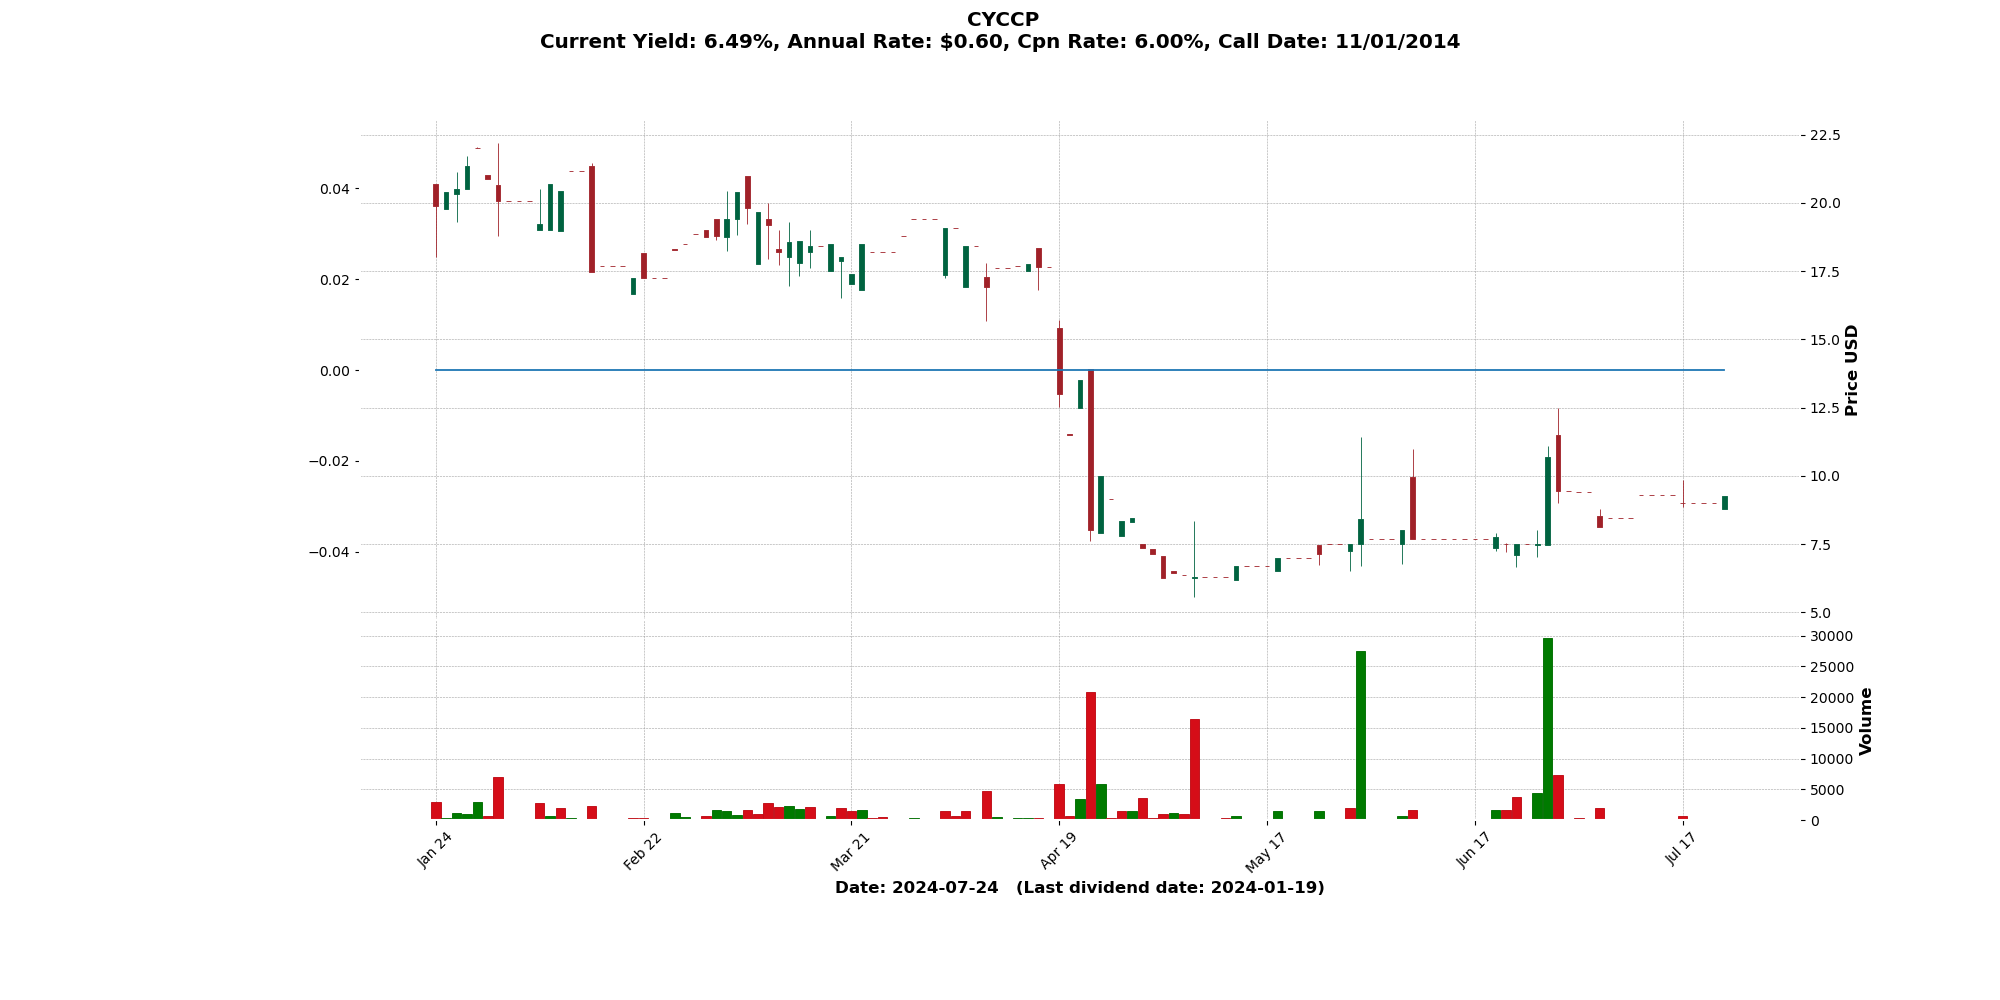 CYCCP
Current Yield: 6.49%, Annual Rate: $0.60, Cpn Rate: 6.00%, Call Date: 11/01/2014
0.04
0.02
0.00
−0.02
−0.04
22.5
20.0
17.5
15.0
12.5
10.0
7.5
5.0
Price USD
30000
25000
20000
15000
10000
5000
0
Volume
Jan 24
Feb 22
Mar 21
Apr 19
May 17
Jun 17
Jul 17
Date: 2024-07-24 (Last dividend date: 2024-01-19)